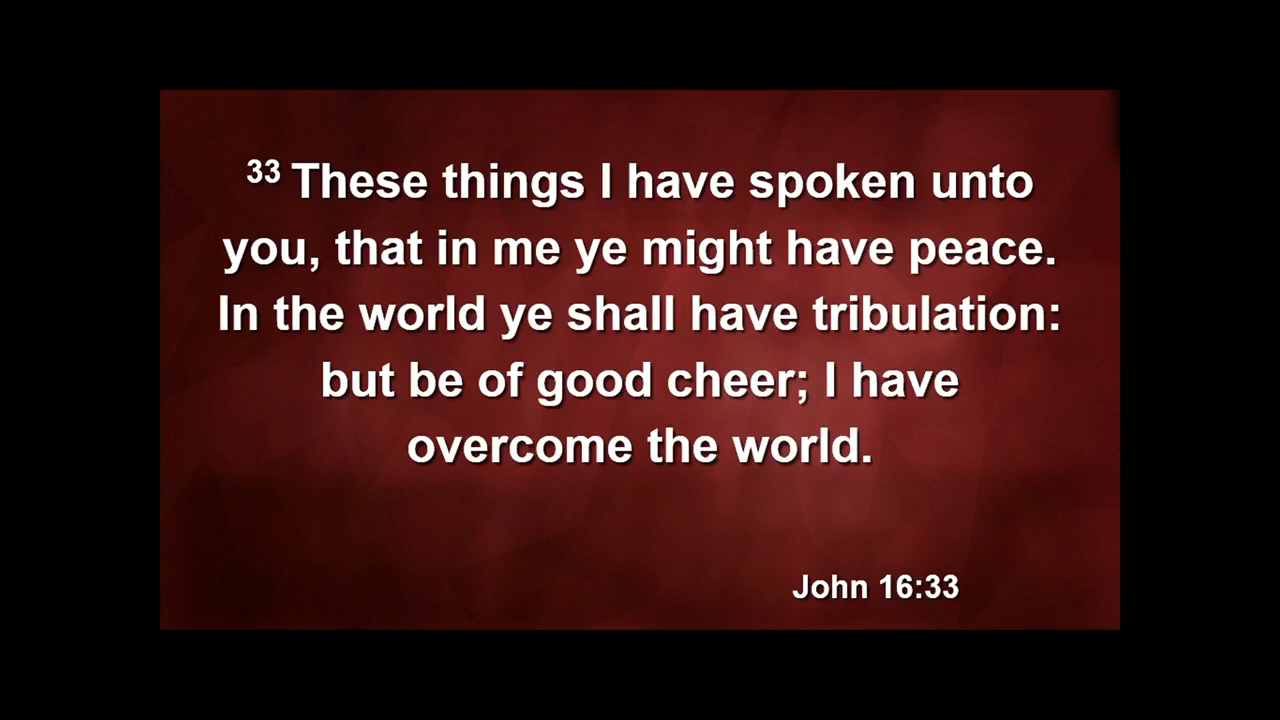 33 These things I have spoken unto
you, that in me ye might have peace.
In the world ye shall have tribulation:
but be of good cheer; I have
overcome the world.
John 16:33